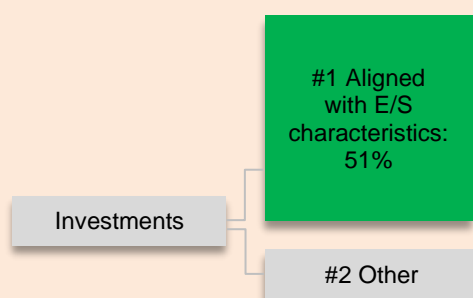 #1 Aligned
with E/S
characteristics:
51%
Investments
#2 Other